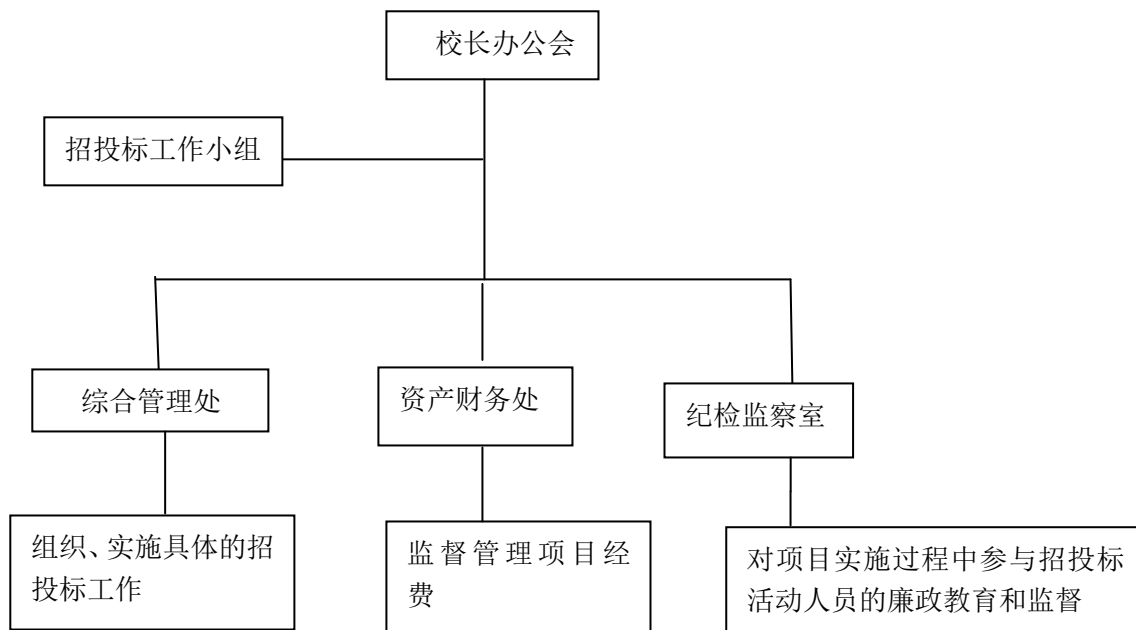 校长办公会
招投标工作小组
综合管理处
资产财务处
纪检监察室
组织、实施具体的招
投标工作
监督管理项目经
费
对项目实施过程中参与招投标
活动人员的廉政教育和监督